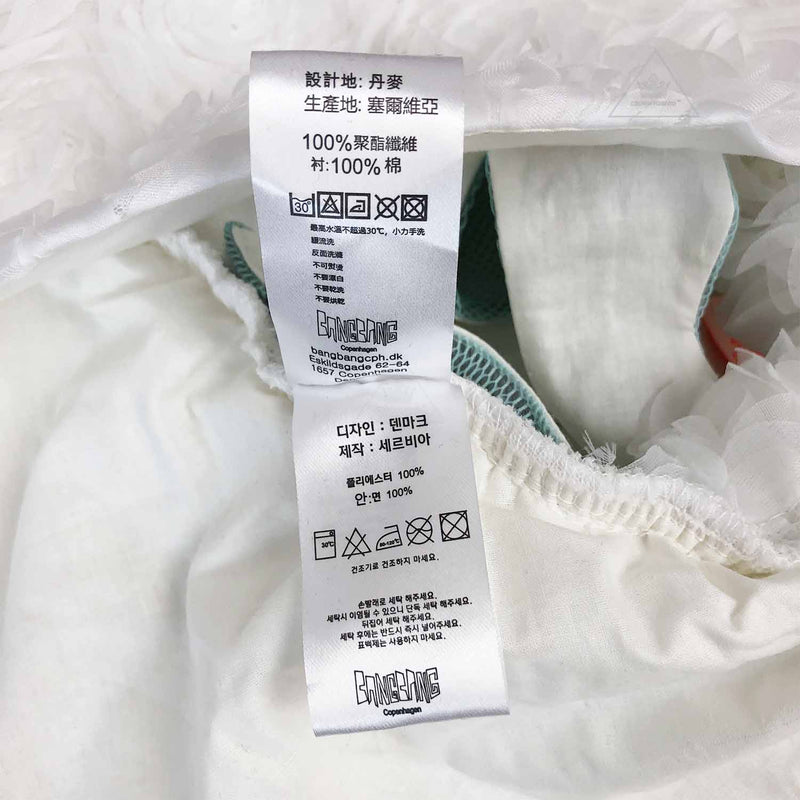 設計地: 丹麥
生產地: 塞爾維亞
100%聚酯纖維
衬:100% 棉
30°
最高水溫不超過30℃，小力手洗
緩流洗
反面洗滌
不可熨燙
不要漂白
不要乾洗
不要烘乾
BANGBANG
Copenhagen
bangbangcph.dk
Eskildsgade 62-64
1657 Copenhagen
디자인 : 덴마크
제작 : 세르비아
폴리에스터 100%
안:면 100%
30℃
80-120℃
건조기로 건조하지 마세요.
손빨래로 세탁 해주세요.
세탁시 이염될 수 있으니 단독 세탁 해주세요.
뒤집어 세탁 해주세요.
세탁 후에는 반드시 즉시 널어주세요.
표백제는 사용하지 마세요.
BANGBANG
Copenhagen